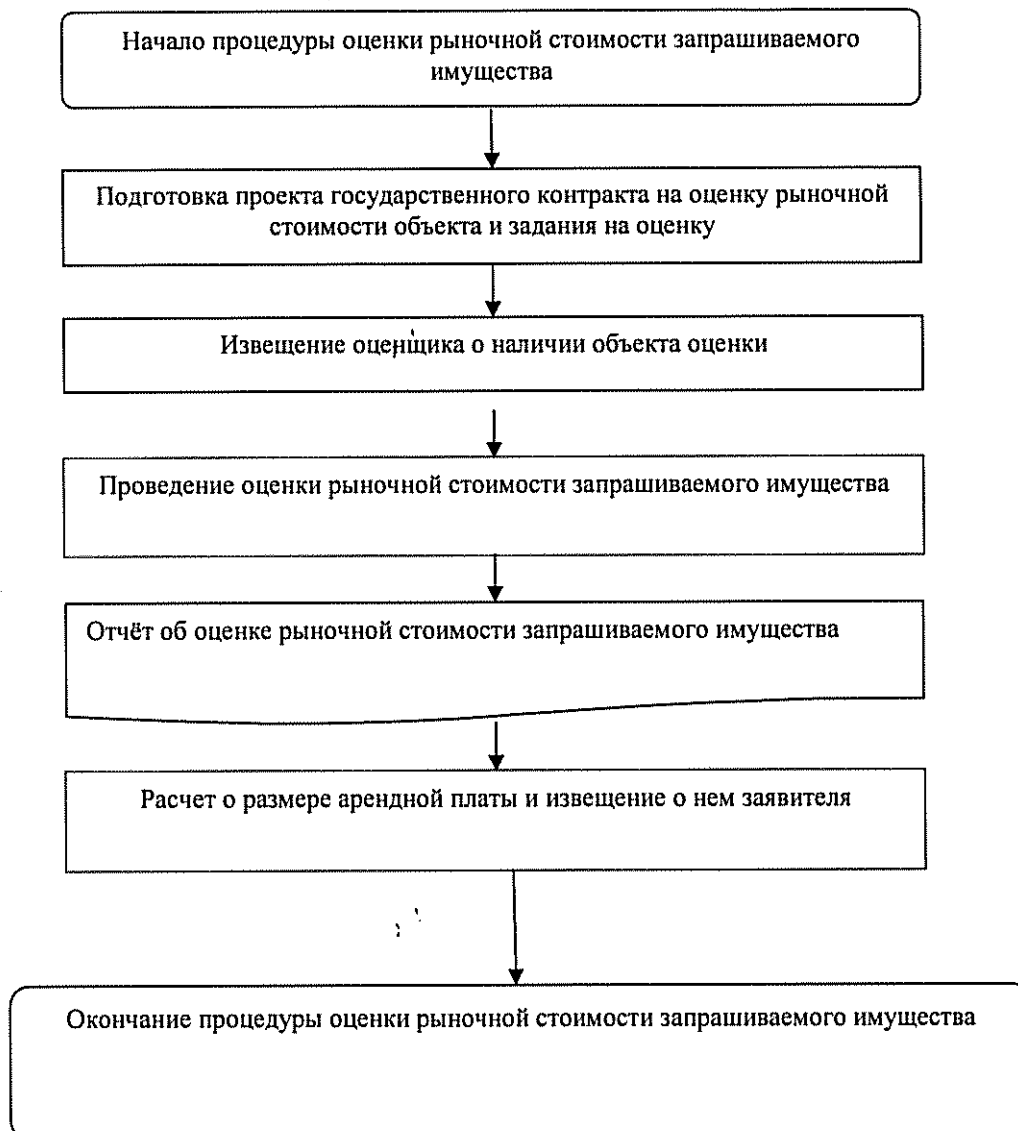 Начало процедуры оценки рыночной стоимости запрашиваемого
имущества
Подготовка проекта государственного контракта на оценку рыночной
стоимости объекта и задания на оценку
Извещение оценщика о наличии объекта оценки
Проведение оценки рыночной стоимости запрашиваемого имущества
Отчёт об оценке рыночной стоимости запрашиваемого имущества
Расчет о размере арендной платы и извещение о нем заявителя
Окончание процедуры оценки рыночной стоимости запрашиваемого имущества